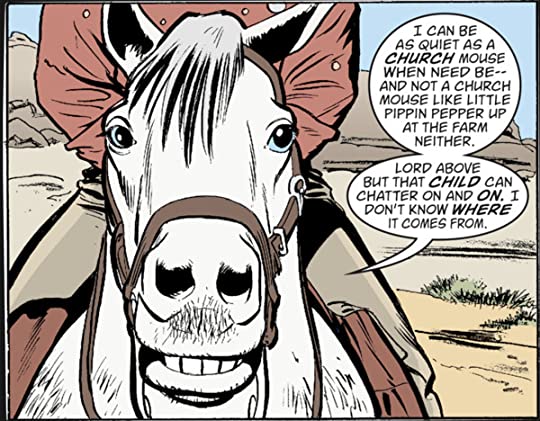 I CAN BE
AS QUIET AS A
CHURCH MOUSE
WHEN NEED BE--
AND NOT A CHURCH
MOUSE LIKE LITTLE
PIPPIN PEPPER UP
AT THE FARM
NEITHER.
LORD ABOVE
BUT THAT CHILD CAN
CHATTER ON AND ON. I
DON'T KNOW WHERE
IT COMES FROM.